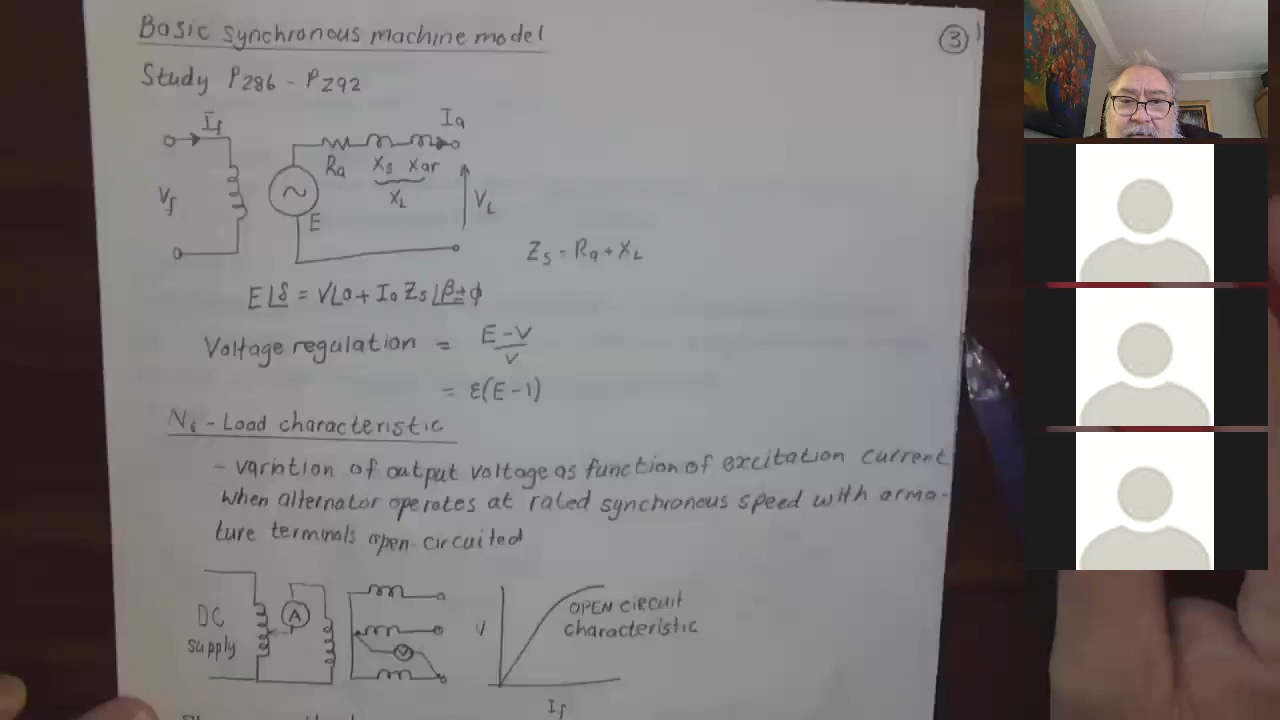 Basic synchronous machine model
3
Study P286 - P292
If
Ia
Ra
Xs Xar
XL
Vf
E
VL
Zs = Ra + XL
E∠δ = V∠0 + Ia Zs ∠β ± φ
Voltage regulation = E - V
V
= ε(E - 1)
- Load characteristic
- variation of output voltage as function of excitation current
when alternator operates at rated synchronous speed with arma-
ture terminals open-circuited
DC
supply
A
V
V
OPEN circuit
characteristic
If